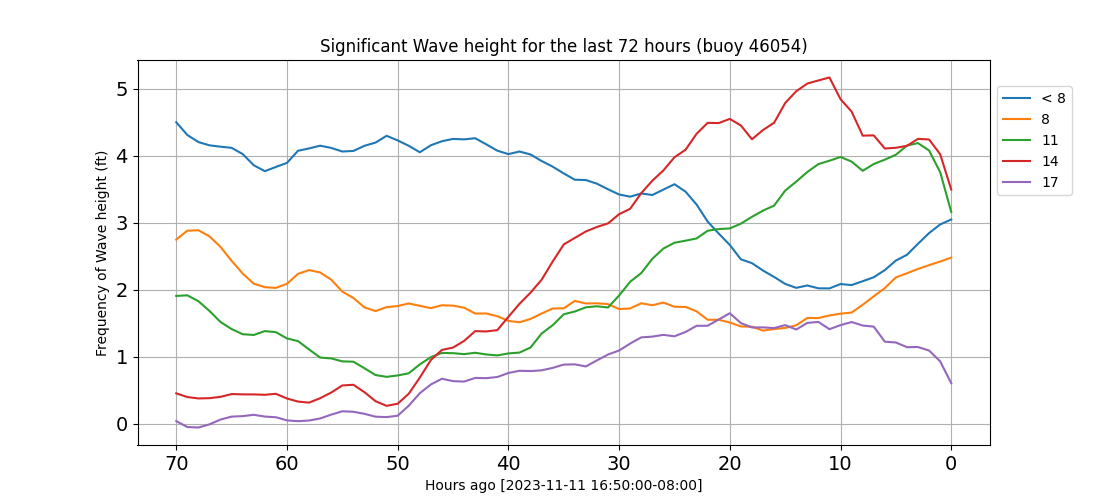 Significant Wave height for the last 72 hours (buoy 46054)
Frequency of Wave height (ft)
5
4
3
2
1
0
70 60 50 40 30 20 10 0
Hours ago [2023-11-11 16:50:00-08:00]
< 8
8
11
14
17